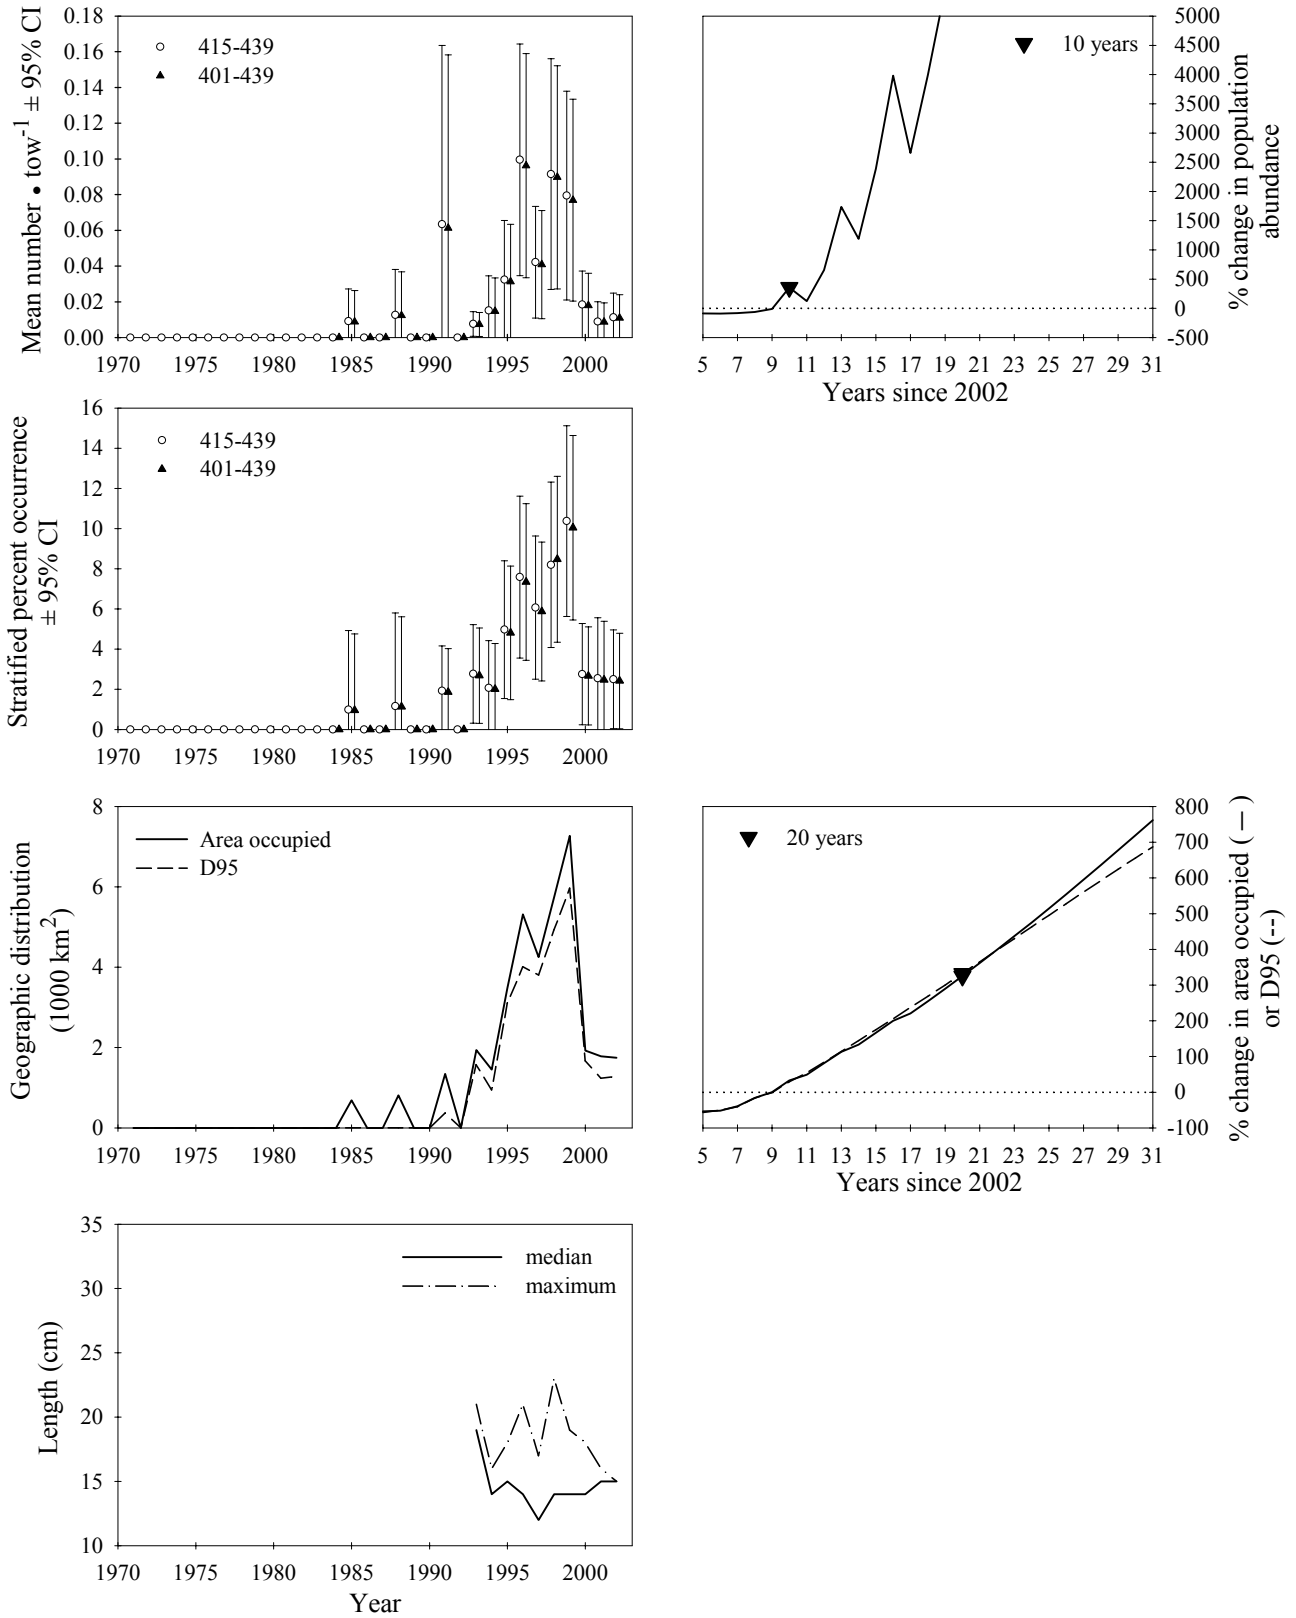 Mean number • tow-1 ± 95% CI
0.18
0.16
0.14
0.12
0.10
0.08
0.06
0.04
0.02
0.00
415-439
401-439
1970 1975 1980 1985 1990 1995 2000
10 years
5000
4500
4000
3500
3000
2500
2000
1500
1000
500
0
-500
% change in population
abundance
5 7 9 11 13 15 17 19 21 23 25 27 29 31
Years since 2002
Stratified percent occurrence
± 95% CI
16
14
12
10
8
6
4
2
0
415-439
401-439
1970 1975 1980 1985 1990 1995 2000
Geographic distribution
(1000 km2)
8
6
4
2
0
Area occupied
D95
1970 1975 1980 1985 1990 1995 2000
20 years
800
700
600
500
400
300
200
100
0
-100
% change in area occupied (—)
or D95 (--)
5 7 9 11 13 15 17 19 21 23 25 27 29 31
Years since 2002
Length (cm)
35
30
25
20
15
10
median
maximum
1970 1975 1980 1985 1990 1995 2000
Year